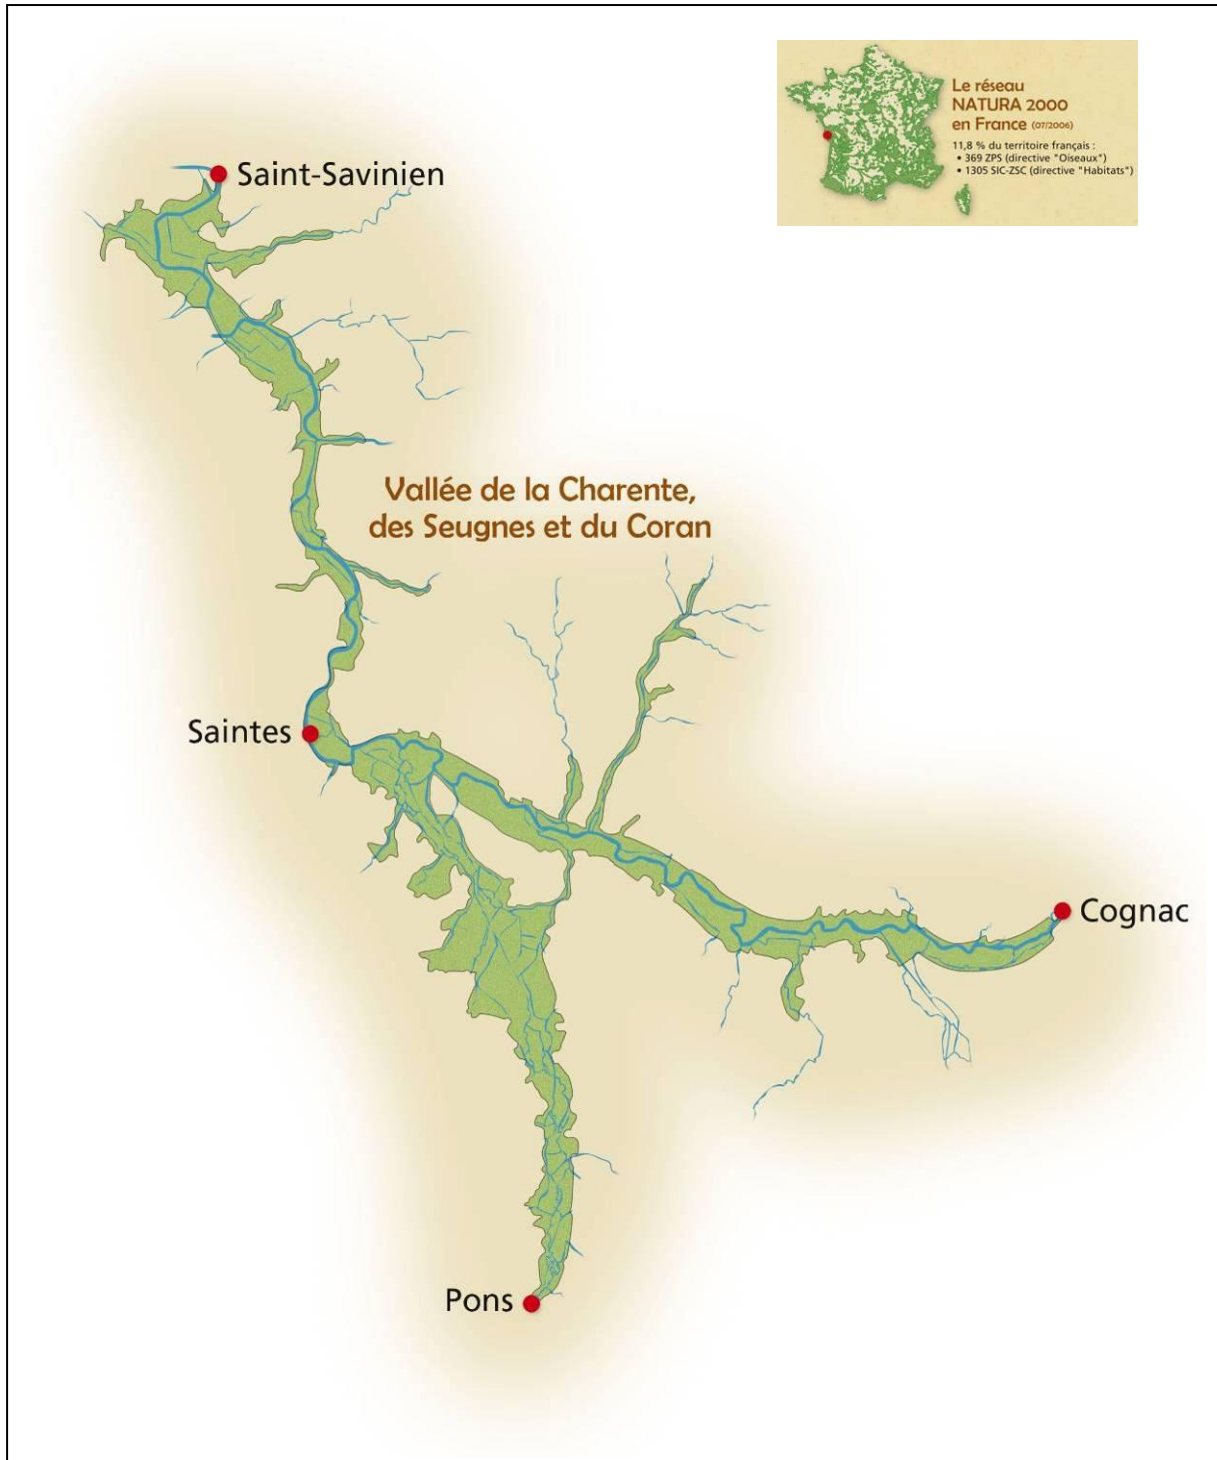 Le réseau
NATURA 2000
en France (07/2006)
11,8 % du territoire français :
• 369 ZPS (directive "Oiseaux")
• 1305 SIC-ZSC (directive "Habitats")
Saint-Savinien
Vallée de la Charente,
des Seugnes et du Coran
Saintes
Cognac
Pons